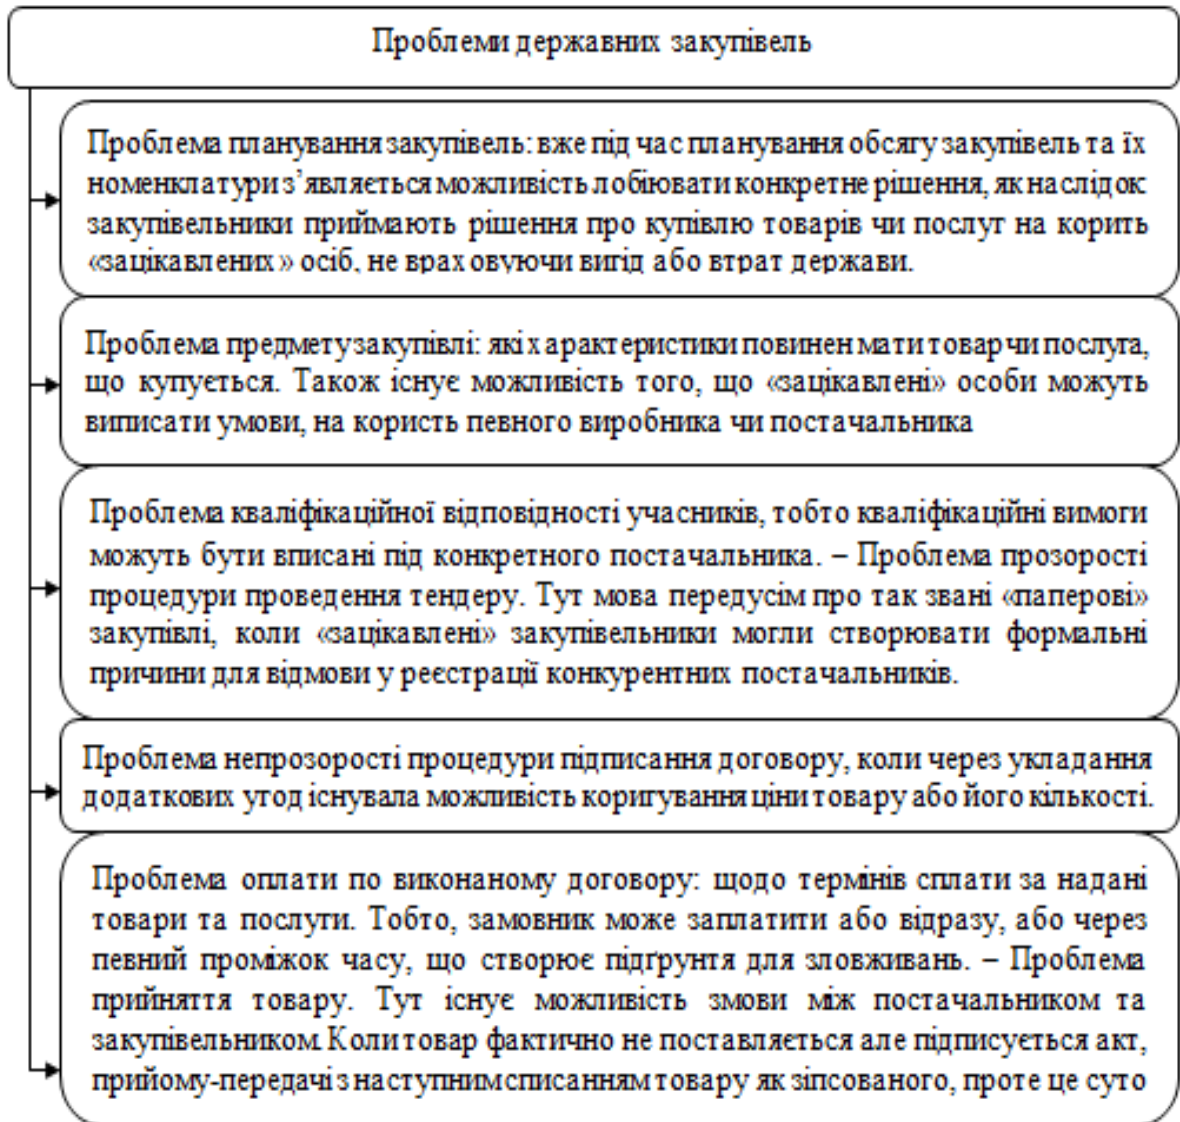 Проблеми державних закупівель
Проблема планування закупівель: вже під час планування обсягу закупівель та їх
номенклатури з’являється можливість лобіювати конкретне рішення, як наслідок
закупівельники приймають рішення про купівлю товарів чи послуг на корить
«зацікавлених» осіб, не враховуючи вигід або втрат держави.
Проблема предмету закупівлі: які характеристики повинен мати товар чи послуга,
що купується. Також існує можливість того, що «зацікавлені» особи можуть
виписати умови, на користь певного виробника чи постачальника
Проблема кваліфікаційної відповідності учасників, тобто кваліфікаційні вимоги
можуть бути вписані під конкретного постачальника. – Проблема прозорості
процедури проведення тендеру. Тут мова передусім про так звані «паперові»
закупівлі, коли «зацікавлені» закупівельники могли створювати формальні
причини для відмови у реєстрації конкурентних постачальників.
Проблема непрозорості процедури підписання договору, коли через укладання
додаткових угод існувала можливість коригування ціни товару або його кількості.
Проблема оплати по виконаному договору: щодо термінів сплати за надані
товари та послуги. Тобто, замовник може заплатити або відразу, або через
певний проміжок часу, що створює підґрунтя для зловживань. – Проблема
прийняття товару. Тут існує можливість змови між постачальником та
закупівельником. Коли товар фактично не поставляється але підписується акт,
прийому-передачі з наступним списанням товару як зіпсованого, проте це суто